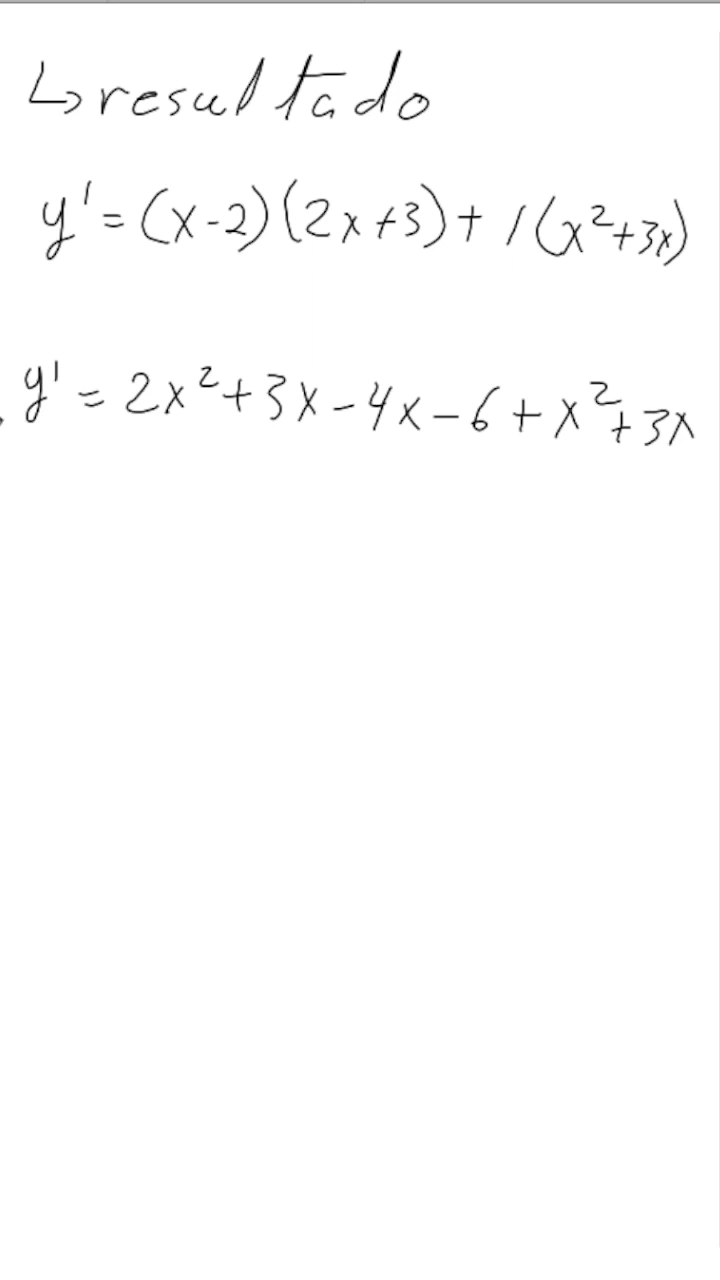 ↳ resultado
y' = (x-2)(2x+3) + 1(x²+3x)
y' = 2x²+3x-4x-6+x²+3x